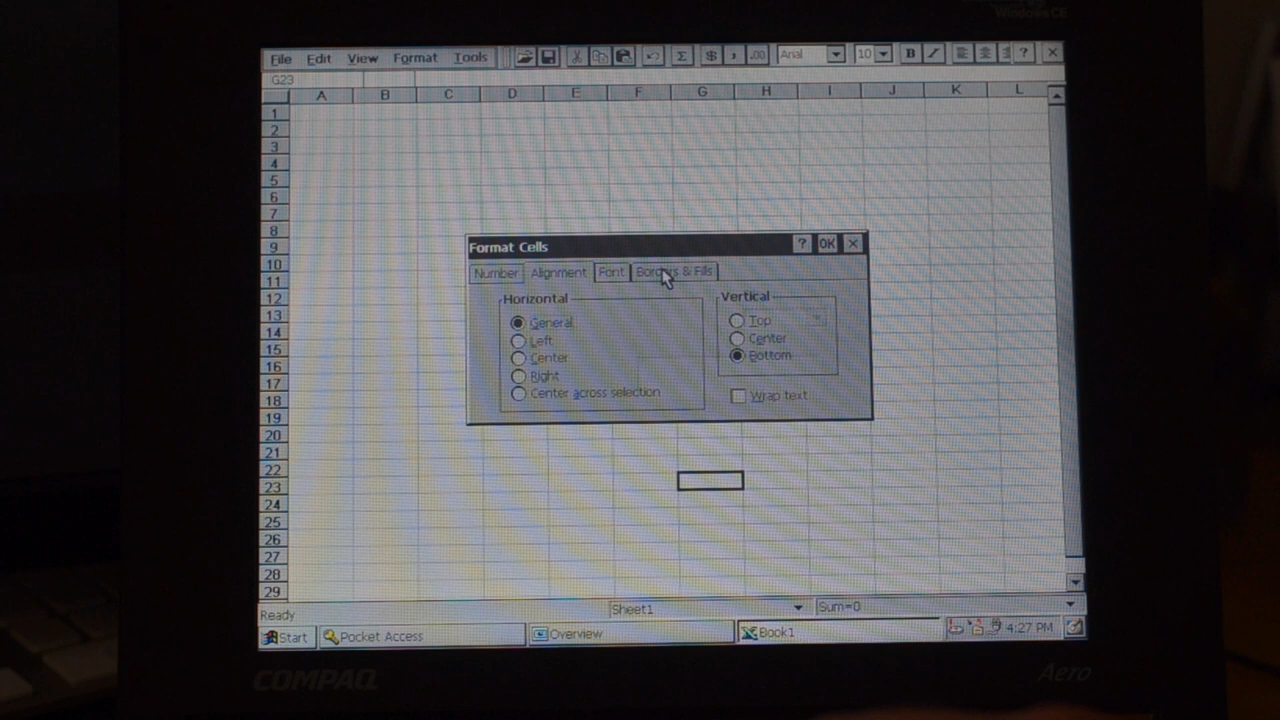 Windows CE
File Edit View Format Tools $ , .00 Arial 10 B I ? ×
G23
A B C D E F G H I J K L
1
2
3
4
5
6
7
8
9
10
11
12
13
14
15
16
17
18
19
20
21
22
23
24
25
26
27
28
29
Format Cells ? OK ×
Number Alignment Font Borders & Fills
Horizontal
General
Left
Center
Right
Center across selection
Vertical
Top
Center
Bottom
Wrap text
Ready Sheet1 Sum=0
Start Pocket Access Overview Book1 4:27 PM
COMPAQ Aero